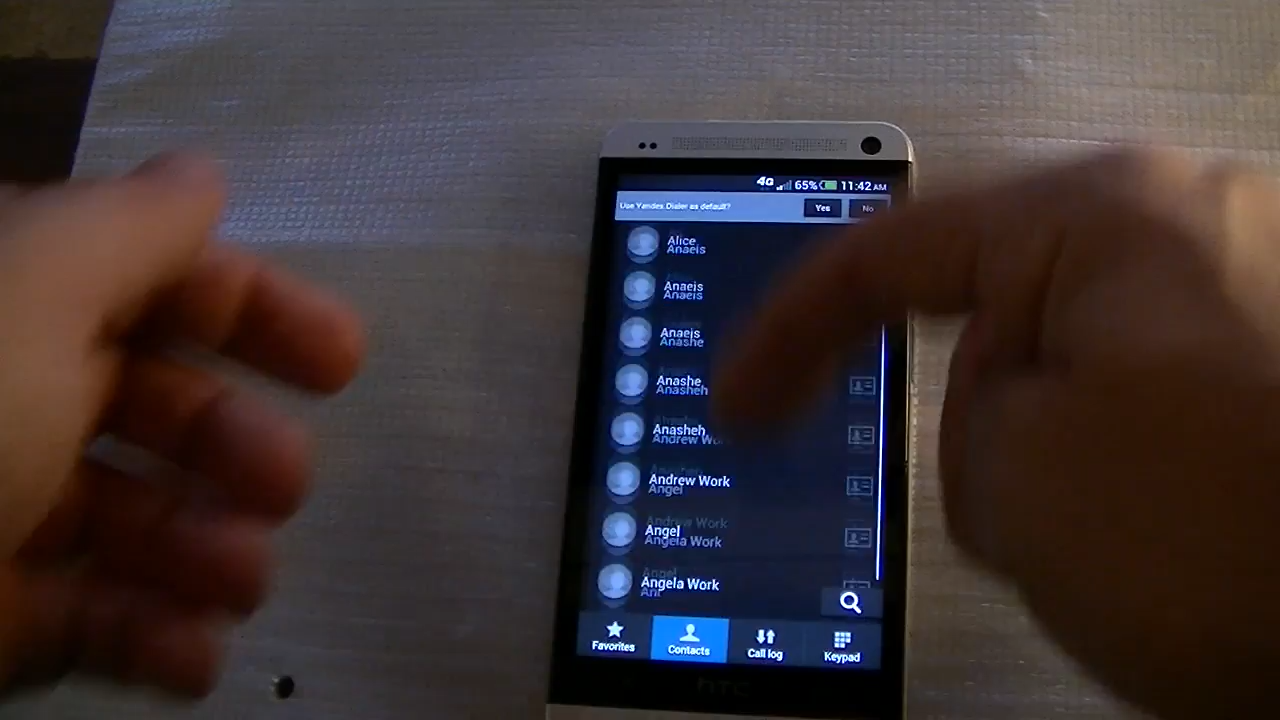 4G 65% 11:42 AM
Use Yandex.Dialer as default? Yes No
Alice
Anaeis
Anaeis
Anaeis
Anaeis
Anashe
Anashe
Anasheh
Anasheh
Andrew Work
Andrew Work
Angel
Angel
Angela Work
Angela Work
Favorites Contacts Call log Keypad
hTC